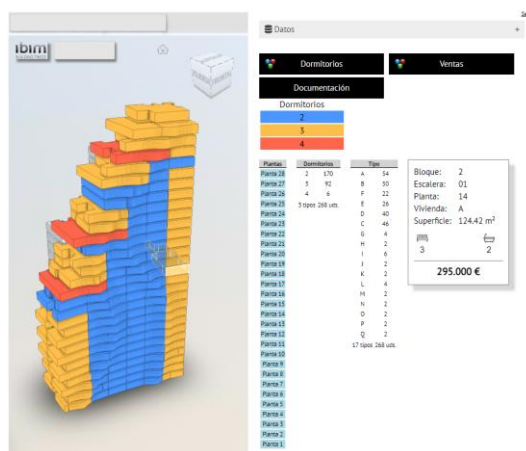 ibim
BUILDING TWICE
Datos
+
Dormitorios
Ventas
Documentación
Dormitorios
2
3
4
Plantas Dormitorios Tipo
Planta 28 2 170 A 54
Planta 27 3 92 B 50
Planta 26 4 6 F 22
Planta 25 3 tipos 268 uds. E 26
Planta 24 D 40
Planta 23 C 46
Planta 22 G 4
Planta 21 H 2
Planta 20 I 6
Planta 19 J 2
Planta 18 K 2
Planta 17 L 4
Planta 16 M 2
Planta 15 N 2
Planta 14 O 2
Planta 13 P 2
Planta 12 Q 2
Planta 11 17 tipos 268 uds.
Planta 10
Planta 9
Planta 8
Planta 7
Planta 6
Planta 5
Planta 4
Planta 3
Planta 2
Planta 1
Bloque: 2
Escalera: 01
Planta: 14
Vivienda: A
Superficie: 124.42 m²
3 2
295.000 €